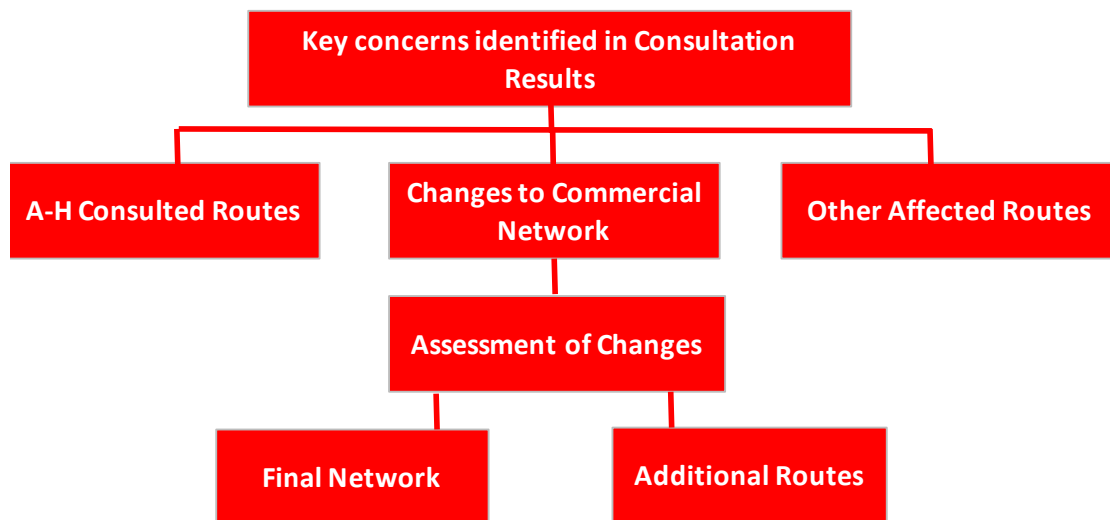 Key concerns identified in Consultation
Results
A-H Consulted Routes
Changes to Commercial
Network
Other Affected Routes
Assessment of Changes
Final Network
Additional Routes